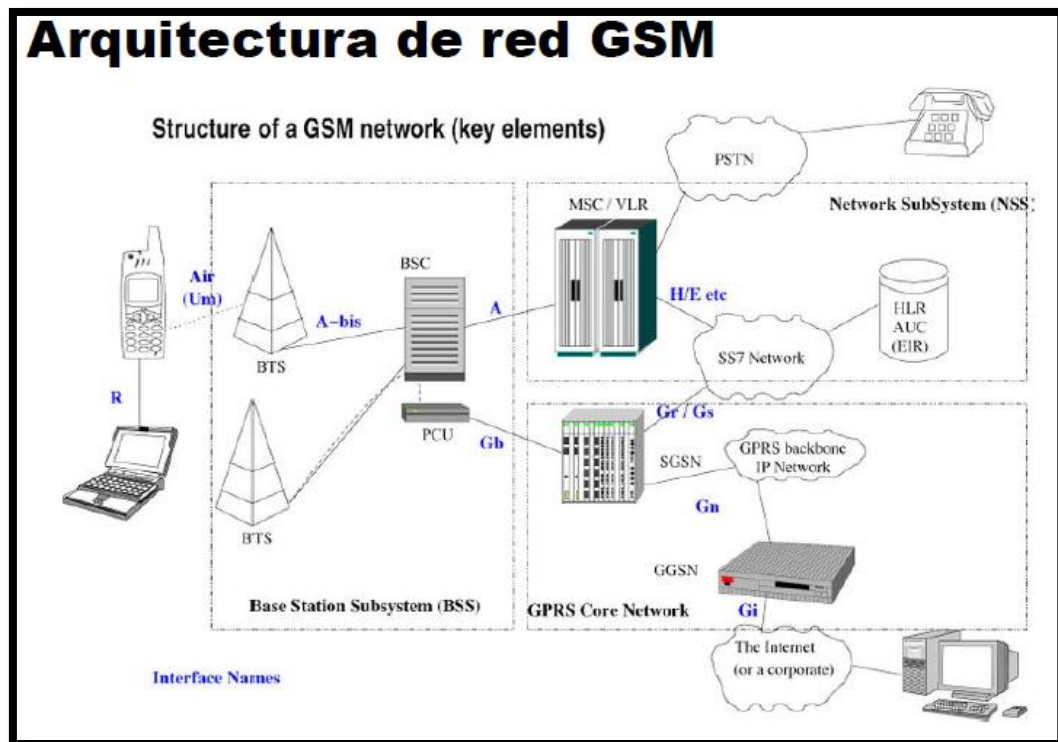 Arquitectura de red GSM
Structure of a GSM network (key elements)
PSTN
MSC / VLR
Network SubSystem (NSS)
BSC
Air
(Um)
A-bis
A
H/E etc
HLR
AUC
(EIR)
BTS
SS7 Network
R
PCU
Gb
Gr / Gs
SGSN
GPRS backbone
IP Network
Gn
BTS
GGSN
Base Station Subsystem (BSS)
GPRS Core Network
Gi
The Internet
(or a corporate)
Interface Names